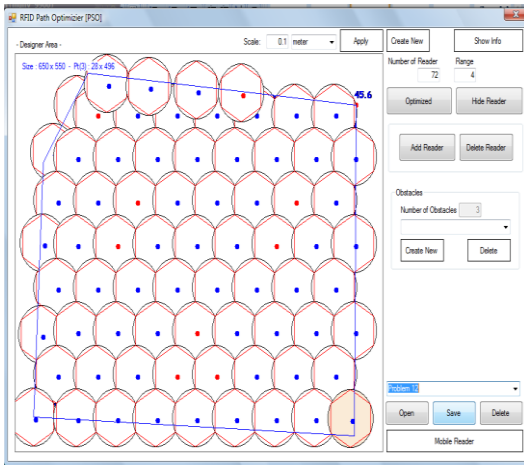 RFID Path Optimizier [PSO]
- Designer Area - Scale: 0.1 meter Apply Create New Show Info
Size : 650 x 550 - Pt(3) : 28 x 496
Number of Reader Range
72 4
45.6
Optimized Hide Reader
Add Reader Delete Reader
Obstacles
Number of Obstacles 3
Create New Delete
Problem 12
Open Save Delete
Mobile Reader